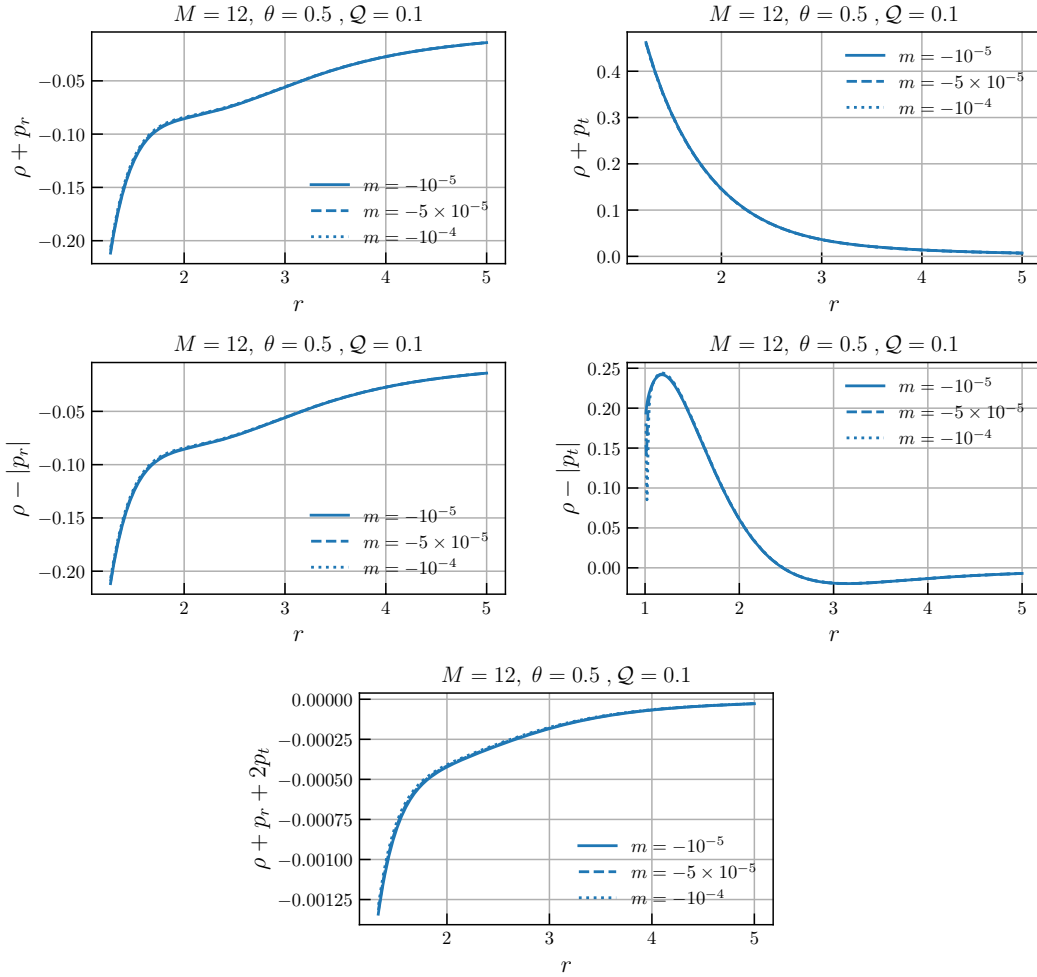 M = 12, θ = 0.5 , 𝒬 = 0.1
−0.05
−0.10
−0.15
−0.20
ρ + p_r
m = −10^{−5}
m = −5 × 10^{−5}
m = −10^{−4}
2 3 4 5
r
M = 12, θ = 0.5 , 𝒬 = 0.1
0.4
0.3
0.2
0.1
0.0
ρ + p_t
m = −10^{−5}
m = −5 × 10^{−5}
m = −10^{−4}
2 3 4 5
r
M = 12, θ = 0.5 , 𝒬 = 0.1
−0.05
−0.10
−0.15
−0.20
ρ − |p_r|
m = −10^{−5}
m = −5 × 10^{−5}
m = −10^{−4}
2 3 4 5
r
M = 12, θ = 0.5 , 𝒬 = 0.1
0.25
0.20
0.15
0.10
0.05
0.00
ρ − |p_t|
m = −10^{−5}
m = −5 × 10^{−5}
m = −10^{−4}
1 2 3 4 5
r
M = 12, θ = 0.5 , 𝒬 = 0.1
0.00000
−0.00025
−0.00050
−0.00075
−0.00100
−0.00125
ρ + p_r + 2p_t
m = −10^{−5}
m = −5 × 10^{−5}
m = −10^{−4}
2 3 4 5
r